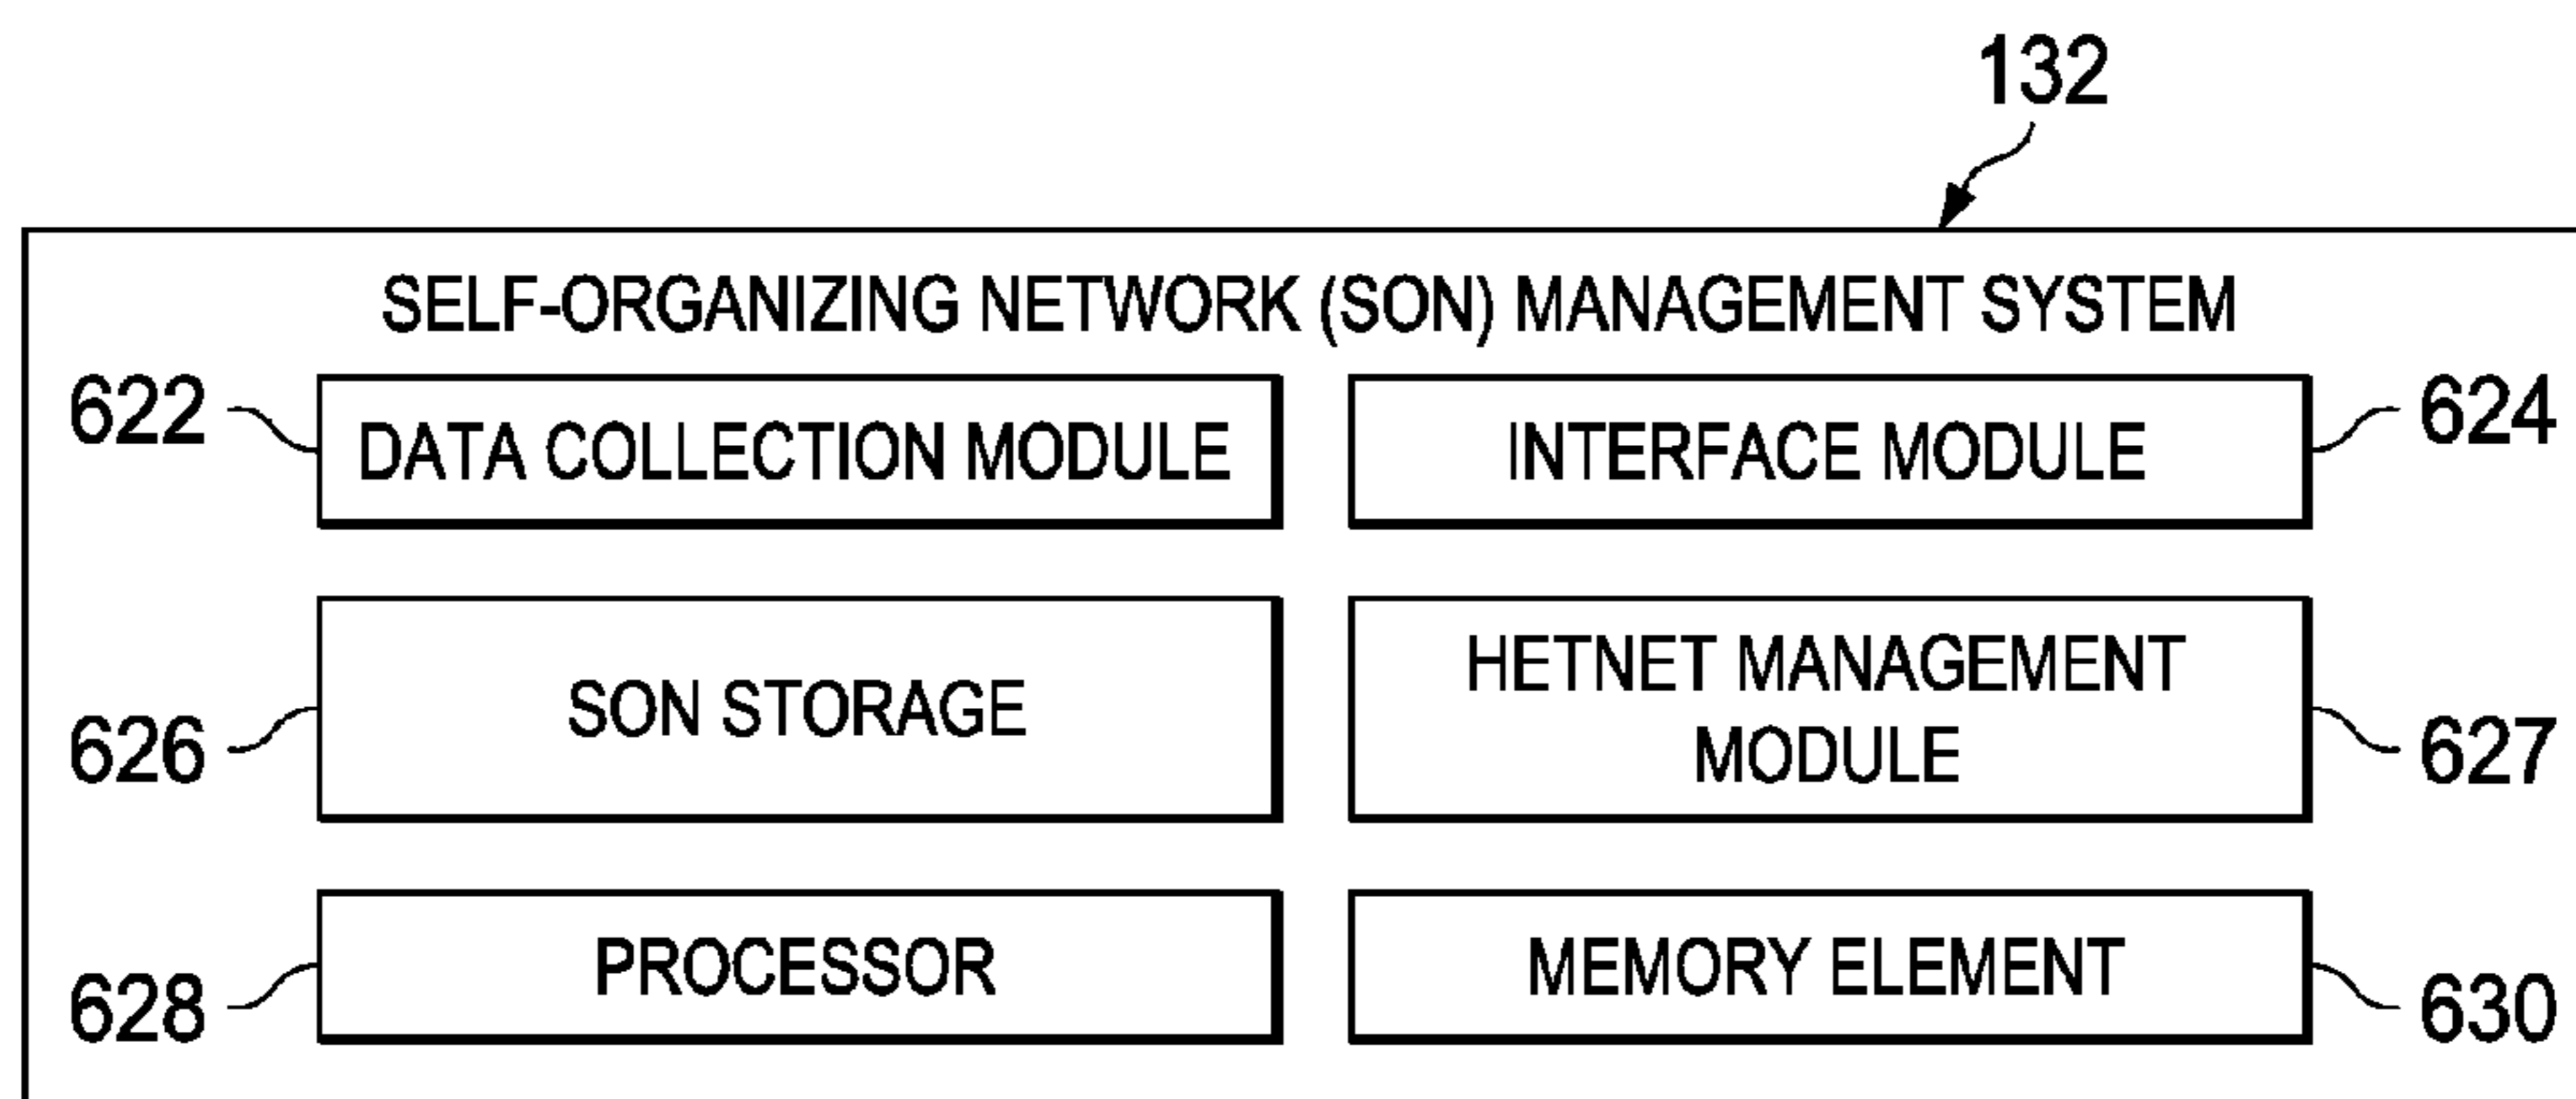 132
SELF-ORGANIZING NETWORK (SON) MANAGEMENT SYSTEM
622 DATA COLLECTION MODULE INTERFACE MODULE 624
626 SON STORAGE HETNET MANAGEMENT MODULE 627
628 PROCESSOR MEMORY ELEMENT 630